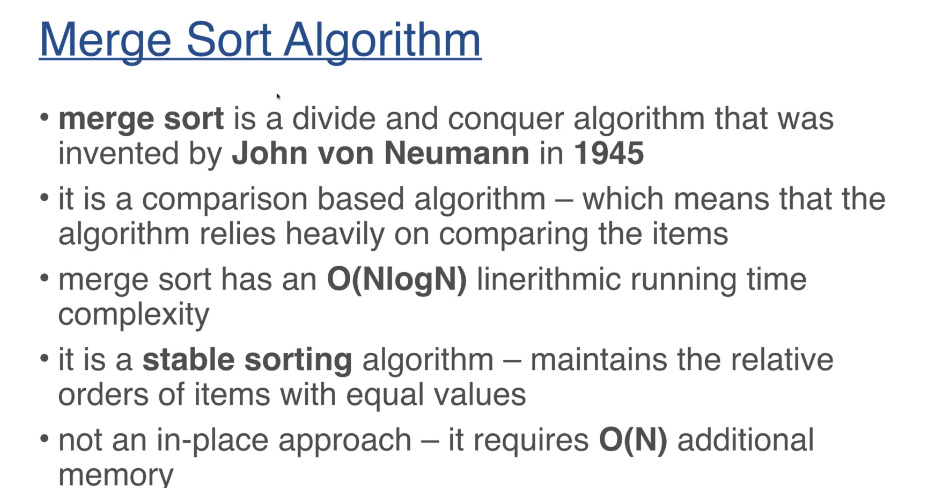 Merge Sort Algorithm
• merge sort is a divide and conquer algorithm that was
invented by John von Neumann in 1945
• it is a comparison based algorithm – which means that the
algorithm relies heavily on comparing the items
• merge sort has an O(NlogN) linerithmic running time
complexity
• it is a stable sorting algorithm – maintains the relative
orders of items with equal values
• not an in-place approach – it requires O(N) additional
memory